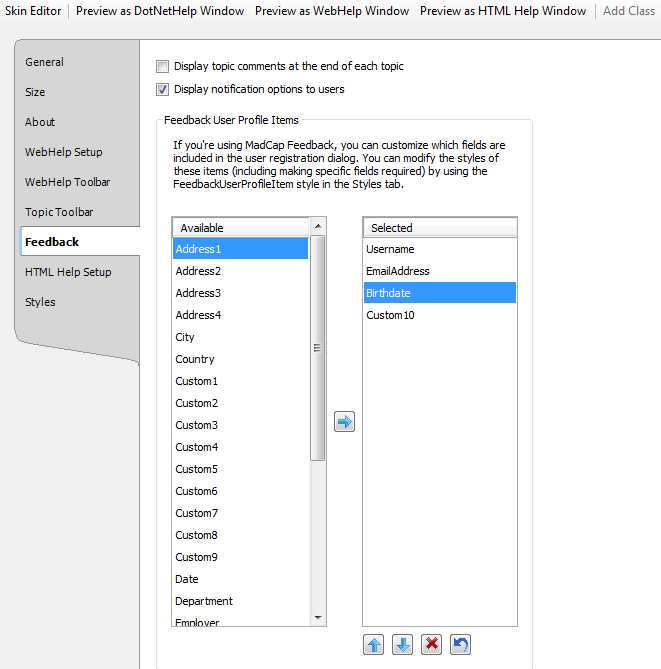 Skin Editor Preview as DotNetHelp Window Preview as WebHelp Window Preview as HTML Help Window Add Class
General
Size
About
WebHelp Setup
WebHelp Toolbar
Topic Toolbar
Feedback
HTML Help Setup
Styles
Display topic comments at the end of each topic
Display notification options to users
Feedback User Profile Items
If you're using MadCap Feedback, you can customize which fields are
included in the user registration dialog. You can modify the styles of
these items (including making specific fields required) by using the
FeedbackUserProfileItem style in the Styles tab.
Available
Address1
Address2
Address3
Address4
City
Country
Custom1
Custom2
Custom3
Custom4
Custom5
Custom6
Custom7
Custom8
Custom9
Date
Department
Employer
Selected
Username
EmailAddress
Birthdate
Custom10